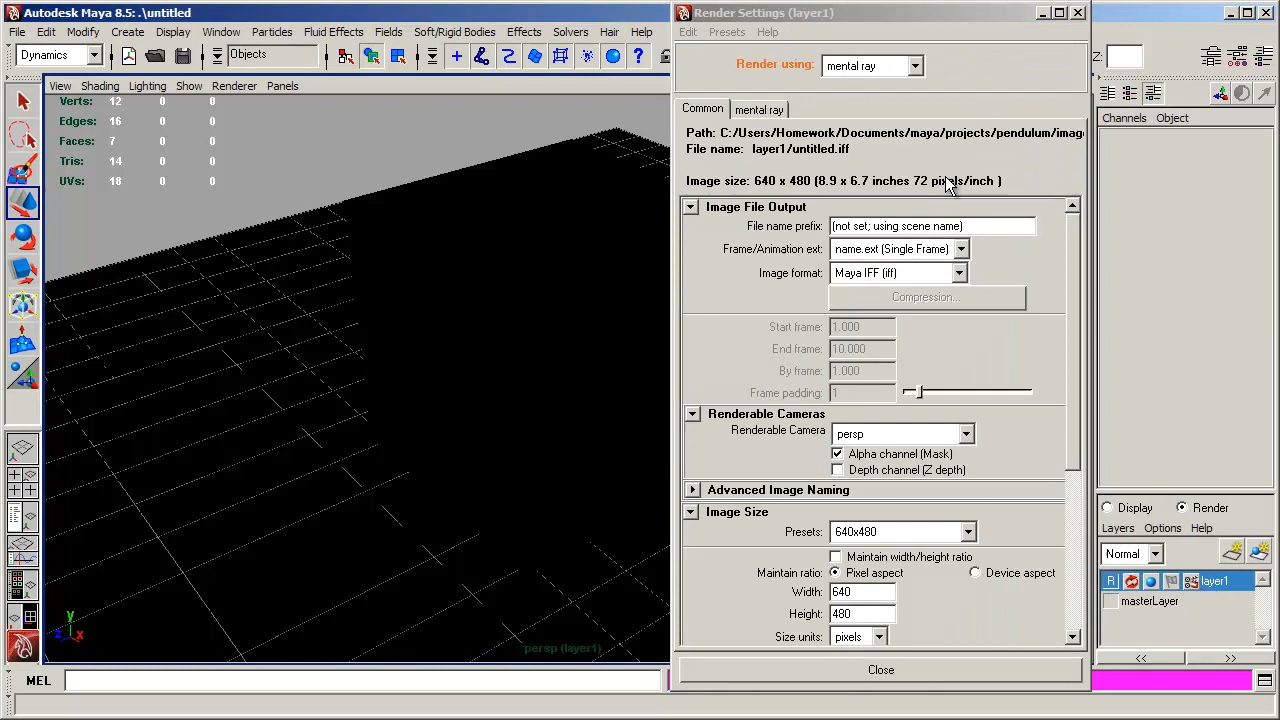 Autodesk Maya 8.5: .\untitled
File Edit Modify Create Display Window Particles Fluid Effects Fields Soft/Rigid Bodies Effects Solvers Hair Help
Dynamics
Objects
Z:
View Shading Lighting Show Renderer Panels
Verts: 12 0 0
Edges: 16 0 0
Faces: 7 0 0
Tris: 14 0 0
UVs: 18 0 0
y
z x
persp (layer1)
MEL
Render Settings (layer1)
Edit Presets Help
Render using: mental ray
Common mental ray
Path: C:/Users/Homework/Documents/maya/projects/pendulum/imag
File name: layer1/untitled.iff
Image size: 640 x 480 (8.9 x 6.7 inches 72 pixels/inch )
Image File Output
File name prefix: (not set; using scene name)
Frame/Animation ext: name.ext (Single Frame)
Image format: Maya IFF (iff)
Compression...
Start frame: 1.000
End frame: 10.000
By frame: 1.000
Frame padding: 1
Renderable Cameras
Renderable Camera persp
Alpha channel (Mask)
Depth channel (Z depth)
Advanced Image Naming
Image Size
Presets: 640x480
Maintain width/height ratio
Maintain ratio: Pixel aspect Device aspect
Width: 640
Height: 480
Size units: pixels
Close
Channels Object
Display Render
Layers Options Help
Normal
R layer1
masterLayer
<< >>